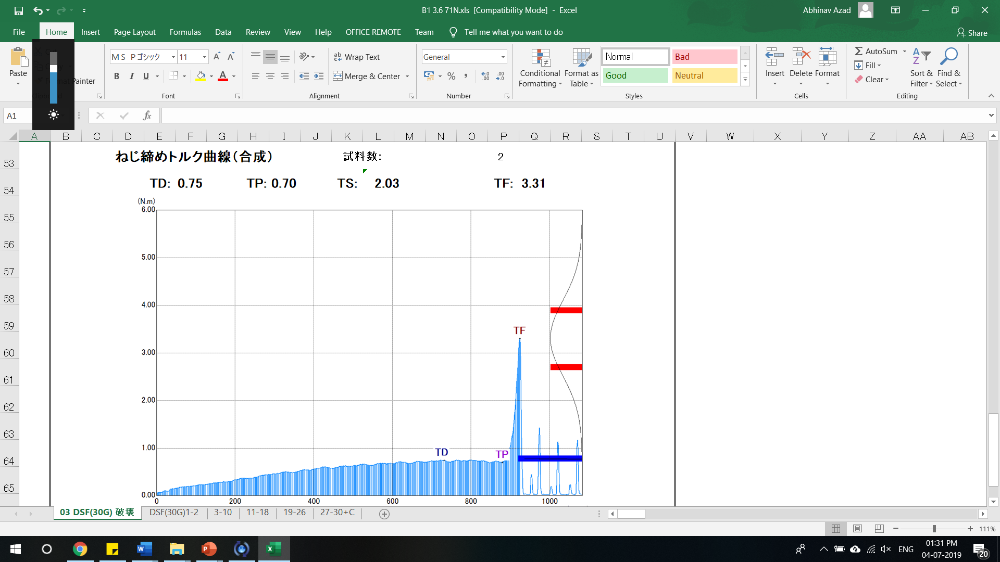 B1 3.6 71N.xls [Compatibility Mode] - Excel
Abhinav Azad
File Home Insert Page Layout Formulas Data Review View Help OFFICE REMOTE Team Tell me what you want to do
Share
Paste
Painter
MS Pゴシック 11
B I U A
Wrap Text
Merge & Center
General
%
Conditional Formatting
Format as Table
Normal Bad
Good Neutral
Insert Delete Format
AutoSum
Fill
Clear
Sort & Filter
Find & Select
Font Alignment Number Styles Cells Editing
A1
fx
A B C D E F G H I J K L M N O P Q R S T U V W X Y Z AA AB
53
54
55
56
57
58
59
60
61
62
63
64
65
ねじ締めトルク曲線(合成) 試料数: 2
TD: 0.75 TP: 0.70 TS: 2.03 TF: 3.31
(N.m)
6.00
5.00
4.00
TF
3.00
2.00
1.00
TD TP
0.00
0 200 400 600 800 1000
03 DSF(30G) 破壊 DSF(30G)1-2 3-10 11-18 19-26 27-30+C
111%
ENG
01:31 PM
04-07-2019
20